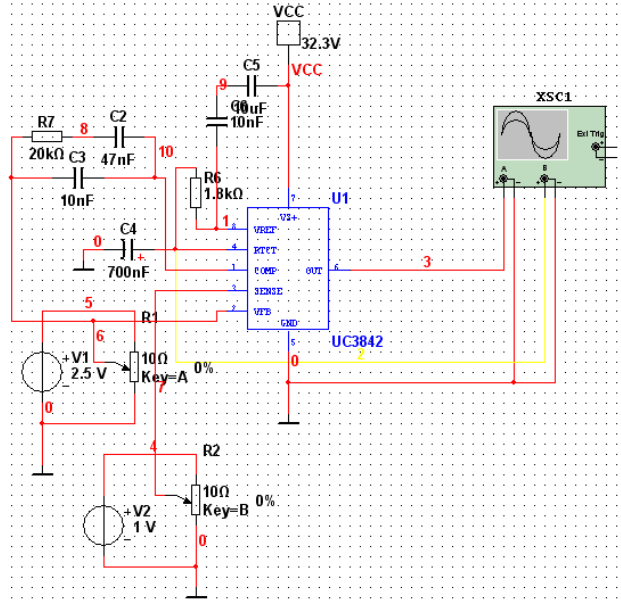 VCC
32.3V
VCC
C5
9
10uF
10nF
XSC1
Ext Trig
+
A
B
+ - + -
R7
8
C2
20kΩ
47nF
10
C3
10nF
R6
1.8kΩ
U1
7
VS+
1
8 VREF
4 RTCT
1 COMP
3 SENSE
2 VFB
OUT 6
GND
5
UC3842
3
2
0
0
C4
+
700nF
5
R1
6
+
V1
2.5 V
-
10Ω
Key=A
0%
7
0
4
R2
10Ω
Key=B
0%
+
V2
1 V
-
0